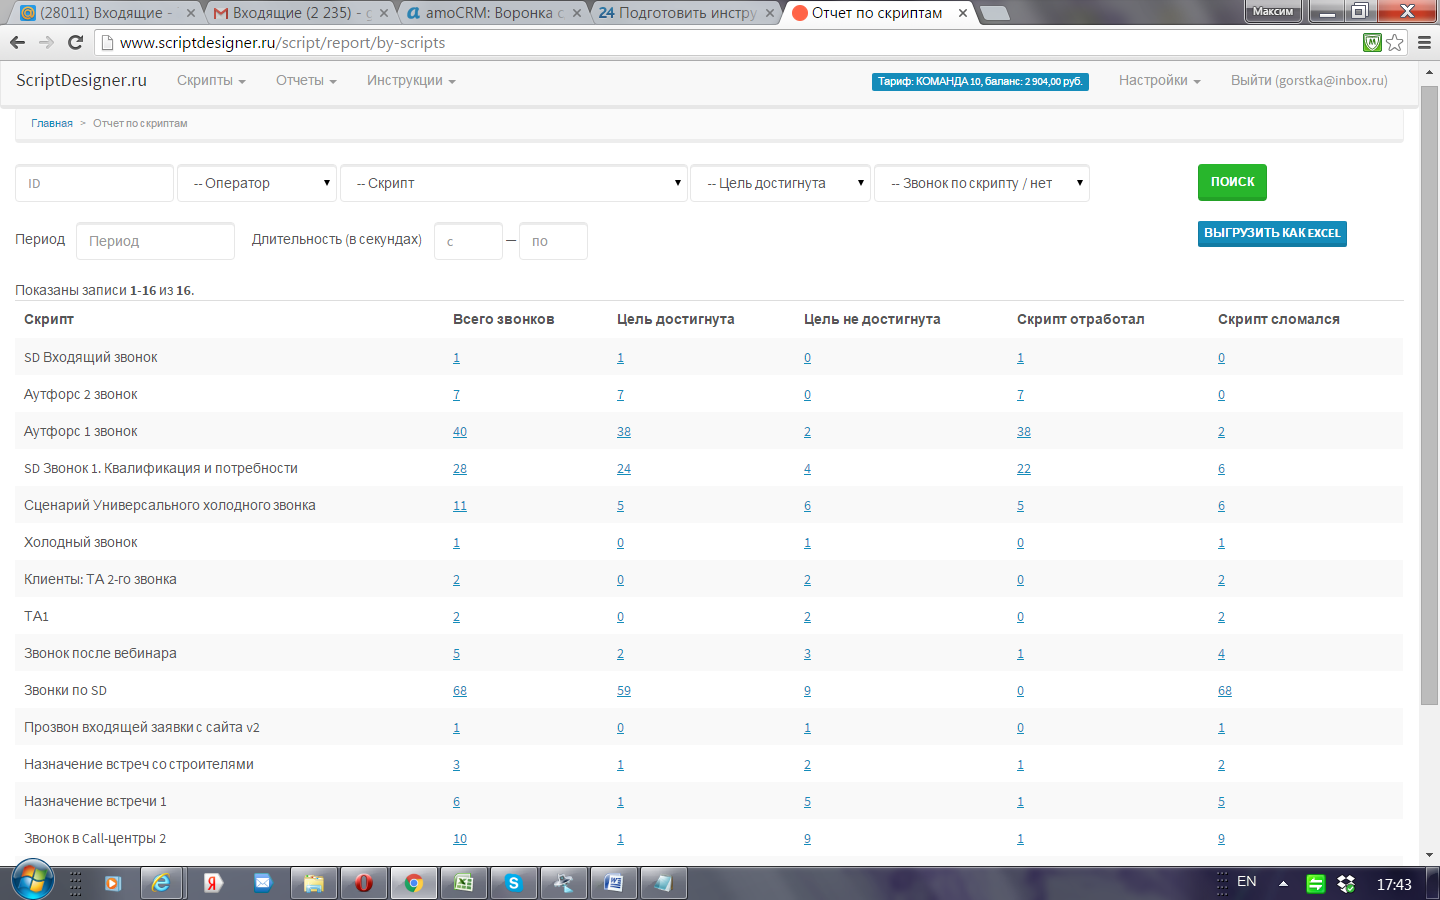 (28011) Входящие -
Входящие (2 235) - g
amoCRM: Воронка с
24 Подготовить инстру
Отчет по скриптам
Максим
www.scriptdesigner.ru/script/report/by-scripts
ScriptDesigner.ru Скрипты Отчеты Инструкции Тариф: КОМАНДА 10, баланс: 2 904,00 руб. Настройки Выйти (gorstka@inbox.ru)
Главная > Отчет по скриптам
ID -- Оператор -- Скрипт -- Цель достигнута -- Звонок по скрипту / нет ПОИСК
Период Период Длительность (в секундах) с — по ВЫГРУЗИТЬ КАК EXCEL
Показаны записи 1-16 из 16.
Скрипт Всего звонков Цель достигнута Цель не достигнута Скрипт отработал Скрипт сломался
SD Входящий звонок 1 1 0 1 0
Аутфорс 2 звонок 7 7 0 7 0
Аутфорс 1 звонок 40 38 2 38 2
SD Звонок 1. Квалификация и потребности 28 24 4 22 6
Сценарий Универсального холодного звонка 11 5 6 5 6
Холодный звонок 1 0 1 0 1
Клиенты: ТА 2-го звонка 2 0 2 0 2
ТА1 2 0 2 0 2
Звонок после вебинара 5 2 3 1 4
Звонки по SD 68 59 9 0 68
Прозвон входящей заявки с сайта v2 1 0 1 0 1
Назначение встреч со строителями 3 1 2 1 2
Назначение встречи 1 6 1 5 1 5
Звонок в Call-центры 2 10 1 9 1 9
EN 17:43